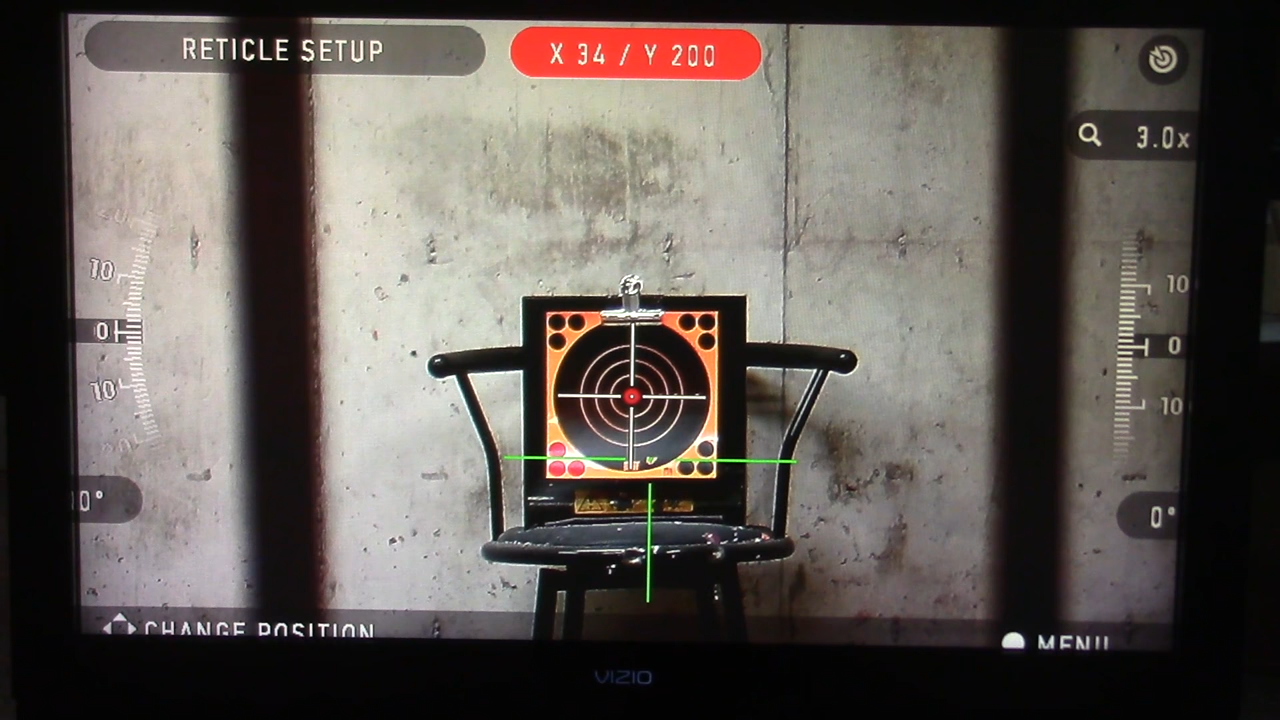 RETICLE SETUP
X 34 / Y 200
3.0x
10
0
10
10
0
10
0°
0°
CHANGE POSITION
MENU
VIZIO